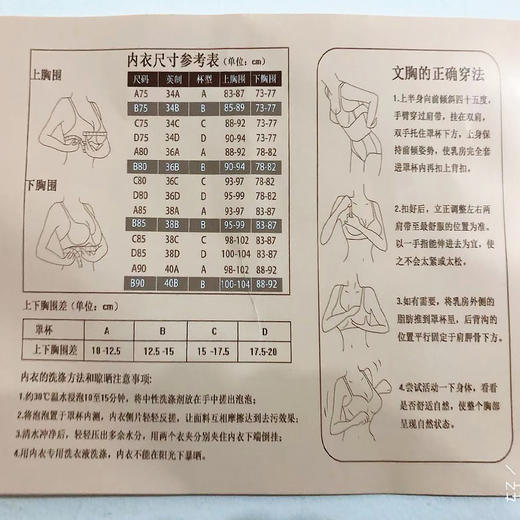 内衣尺寸参考表(单位:cm)
上胸围
下胸围
尺码 英制 杯型 上胸围 下胸围
A75 34A A 83-87 73-77
B75 34B B 85-89 73-77
C75 34C C 88-92 73-77
D75 34D D 90-94 73-77
A80 36A A 88-92 78-82
B80 36B B 90-94 78-82
C80 36C C 93-97 78-82
D80 36D D 95-99 78-82
A85 38A A 93-97 83-87
B85 38B B 95-99 83-87
C85 38C C 98-102 83-87
D85 38D D 100-104 83-87
A90 40A A 98-102 88-92
B90 40B B 100-104 88-92
上下胸围差(单位:cm)
罩杯 A B C D
上下胸围差 10-12.5 12.5-15 15-17.5 17.5-20
内衣的洗涤方法和晾晒注意事项:
1.约30℃温水浸泡10至15分钟,将中性洗涤剂放在手中搓出泡泡;
2.将泡泡置于罩杯内测,内衣侧片轻轻反搓,让面料互相摩擦达到去污效果;
3.清水冲净后,轻轻压出多余水分,用两个衣夹分别夹住内衣下端倒挂;
4.用内衣专用洗衣液洗涤,内衣不能在阳光下暴晒。
文胸的正确穿法
1.上半身向前倾斜四十五度,
手臂穿过肩带,挂在双肩,
双手托住罩杯下方,上身保
持前倾姿势,使乳房完全套
进罩杯内再扣上背扣。
2.扣好后,立正调整左右两
肩带至最舒服的位置为准。
以一手指能伸进去为宜,使
之不会太紧或太松。
3.如有需要,将乳房外侧的
脂肪推到罩杯里,后背沟的
位置平行固定于肩胛骨下方。
4.尝试活动一下身体,看看
是否舒适自然,使整个胸部
呈现自然状态。